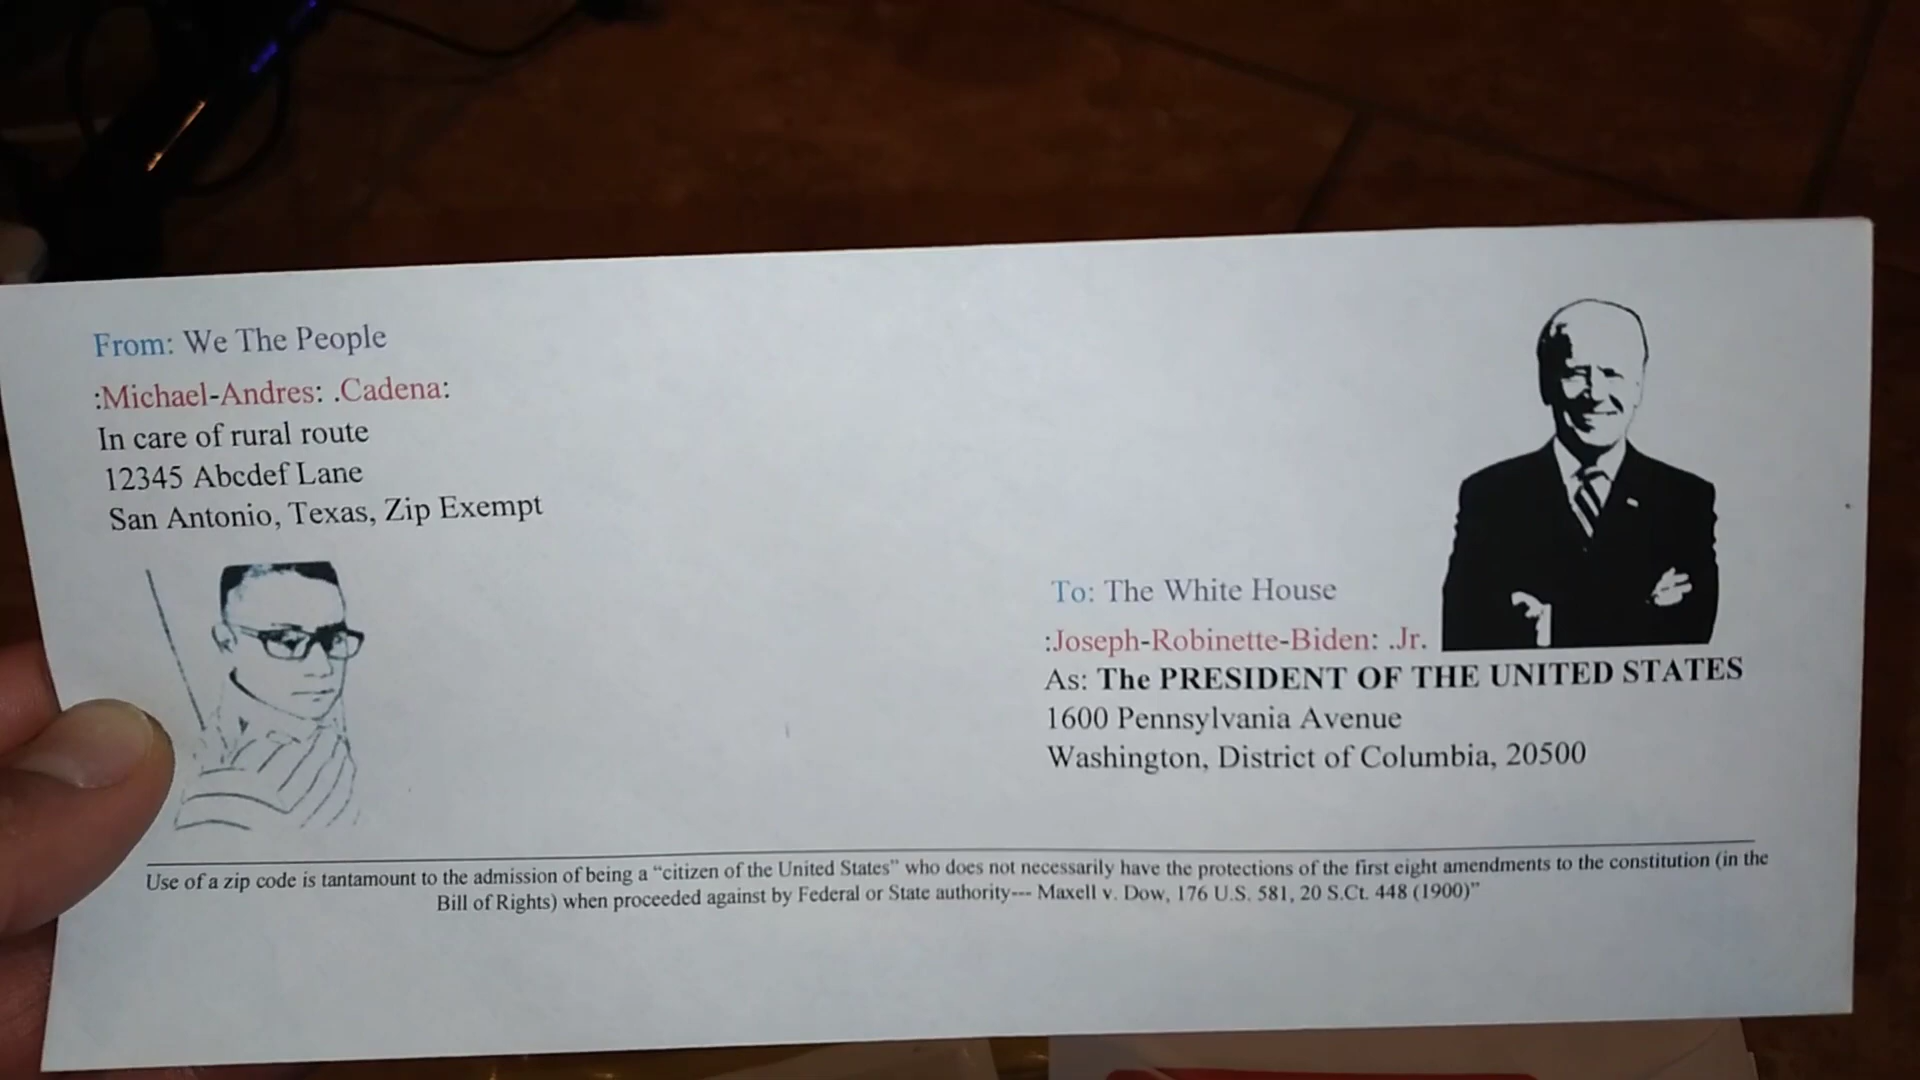 From: We The People
:Michael-Andres: .Cadena:
In care of rural route
12345 Abcdef Lane
San Antonio, Texas, Zip Exempt
To: The White House
:Joseph-Robinette-Biden: .Jr.
As: The PRESIDENT OF THE UNITED STATES
1600 Pennsylvania Avenue
Washington, District of Columbia, 20500
Use of a zip code is tantamount to the admission of being a “citizen of the United States” who does not necessarily have the protections of the first eight amendments to the constitution (in the
Bill of Rights) when proceeded against by Federal or State authority--- Maxell v. Dow, 176 U.S. 581, 20 S.Ct. 448 (1900)”